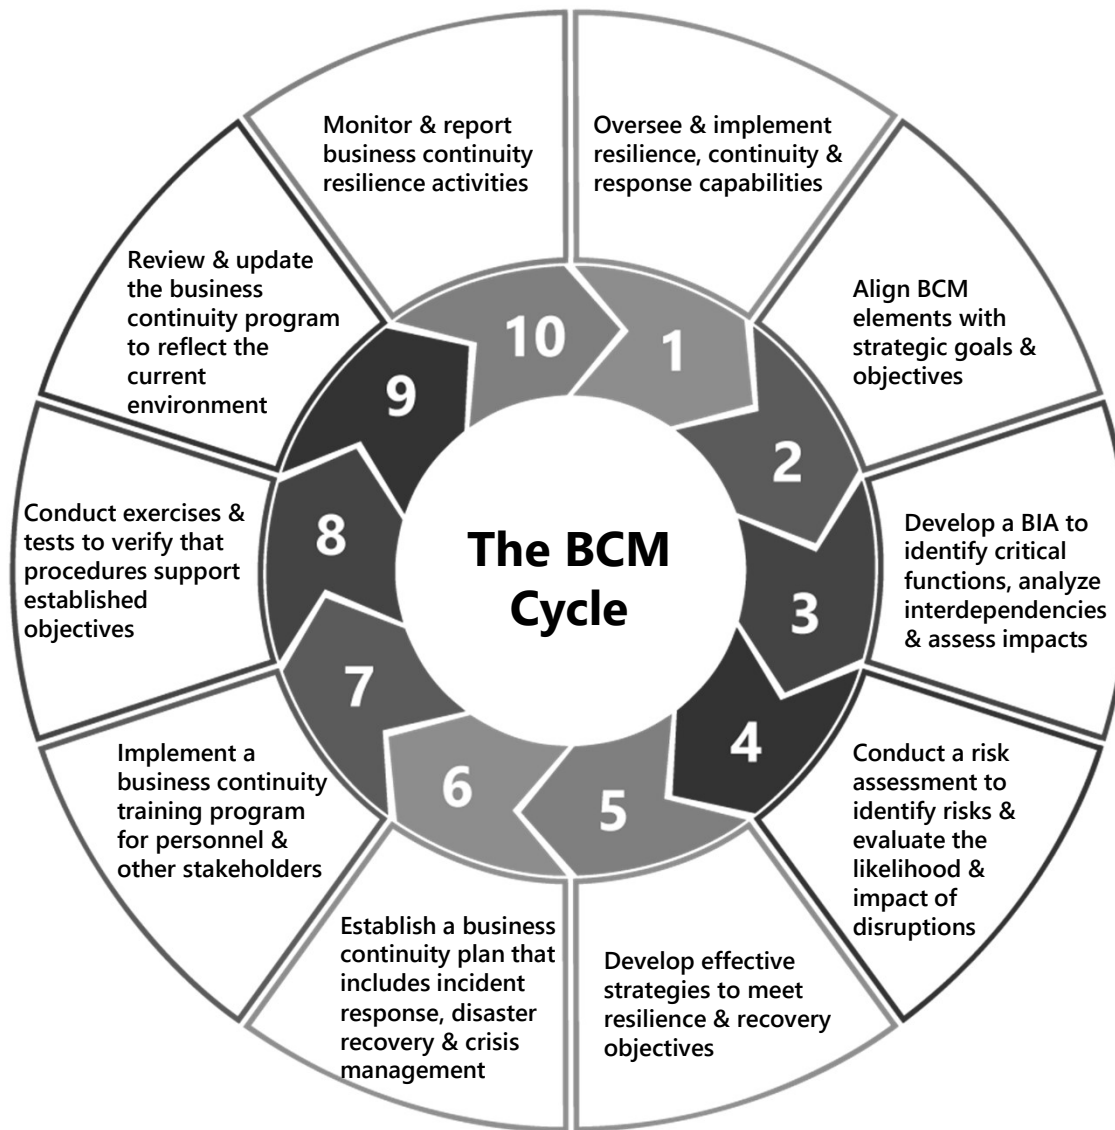 The BCM
Cycle
1
Oversee & implement
resilience, continuity &
response capabilities
2
Align BCM
elements with
strategic goals &
objectives
3
Develop a BIA to
identify critical
functions, analyze
interdependencies
& assess impacts
4
Conduct a risk
assessment to
identify risks &
evaluate the
likelihood &
impact of
disruptions
5
Develop effective
strategies to meet
resilience & recovery
objectives
6
Establish a business
continuity plan that
includes incident
response, disaster
recovery & crisis
management
7
Implement a
business continuity
training program
for personnel &
other stakeholders
8
Conduct exercises &
tests to verify that
procedures support
established
objectives
9
Review & update
the business
continuity program
to reflect the
current
environment
10
Monitor & report
business continuity
resilience activities